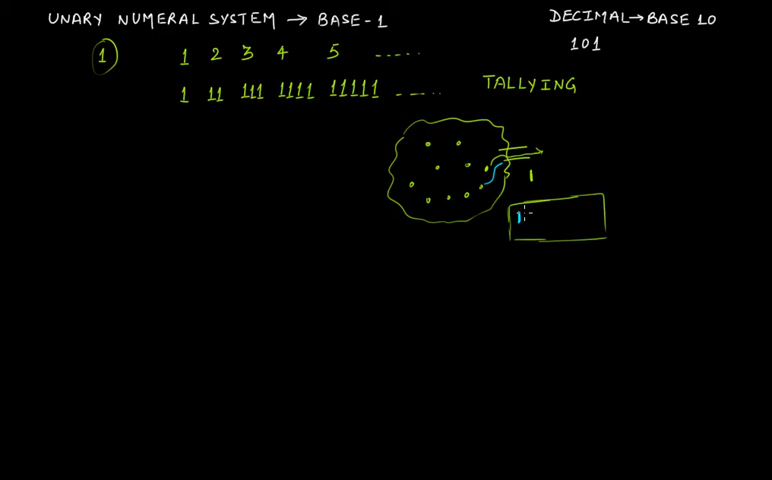 UNARY NUMERAL SYSTEM → BASE-1
DECIMAL→BASE 10
101
1 1 2 3 4 5 .....
1 11 111 1111 11111 ......
TALLYING
1
1